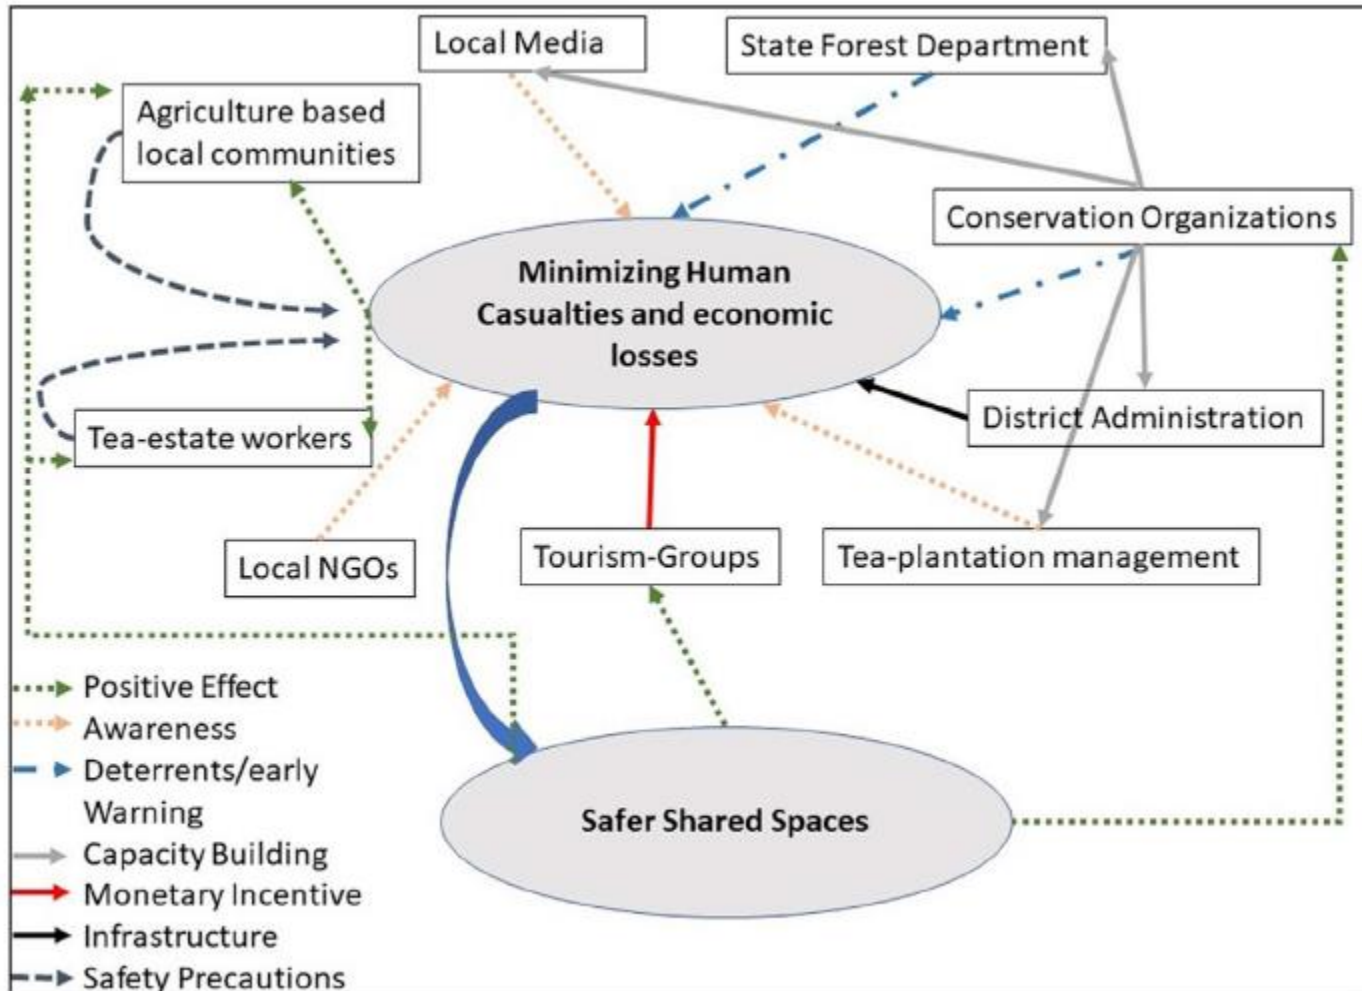 Local Media
State Forest Department
Agriculture based
local communities
Conservation Organizations
Minimizing Human
Casualties and economic
losses
District Administration
Tea-estate workers
Local NGOs
Tourism-Groups
Tea-plantation management
Positive Effect
Awareness
Deterrents/early
Warning
Capacity Building
Monetary Incentive
Infrastructure
Safety Precautions
Safer Shared Spaces